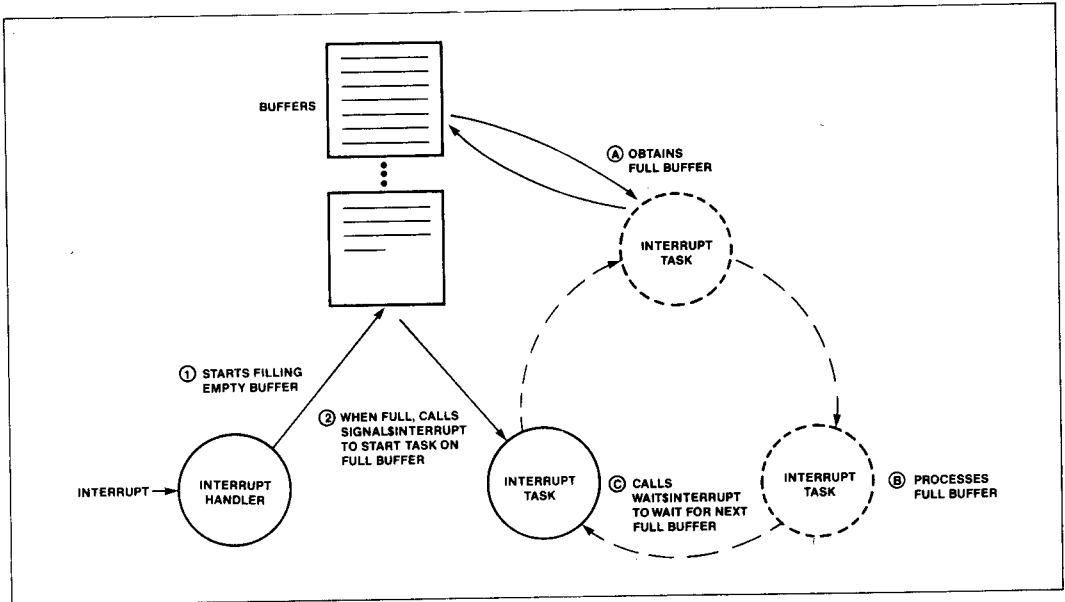 BUFFERS
Ⓐ OBTAINS
FULL BUFFER
INTERRUPT
TASK
① STARTS FILLING
EMPTY BUFFER
② WHEN FULL, CALLS
SIGNAL$INTERRUPT
TO START TASK ON
FULL BUFFER
INTERRUPT
INTERRUPT
HANDLER
INTERRUPT
TASK
Ⓒ CALLS
WAIT$INTERRUPT
TO WAIT FOR NEXT
FULL BUFFER
INTERRUPT
TASK
Ⓑ PROCESSES
FULL BUFFER